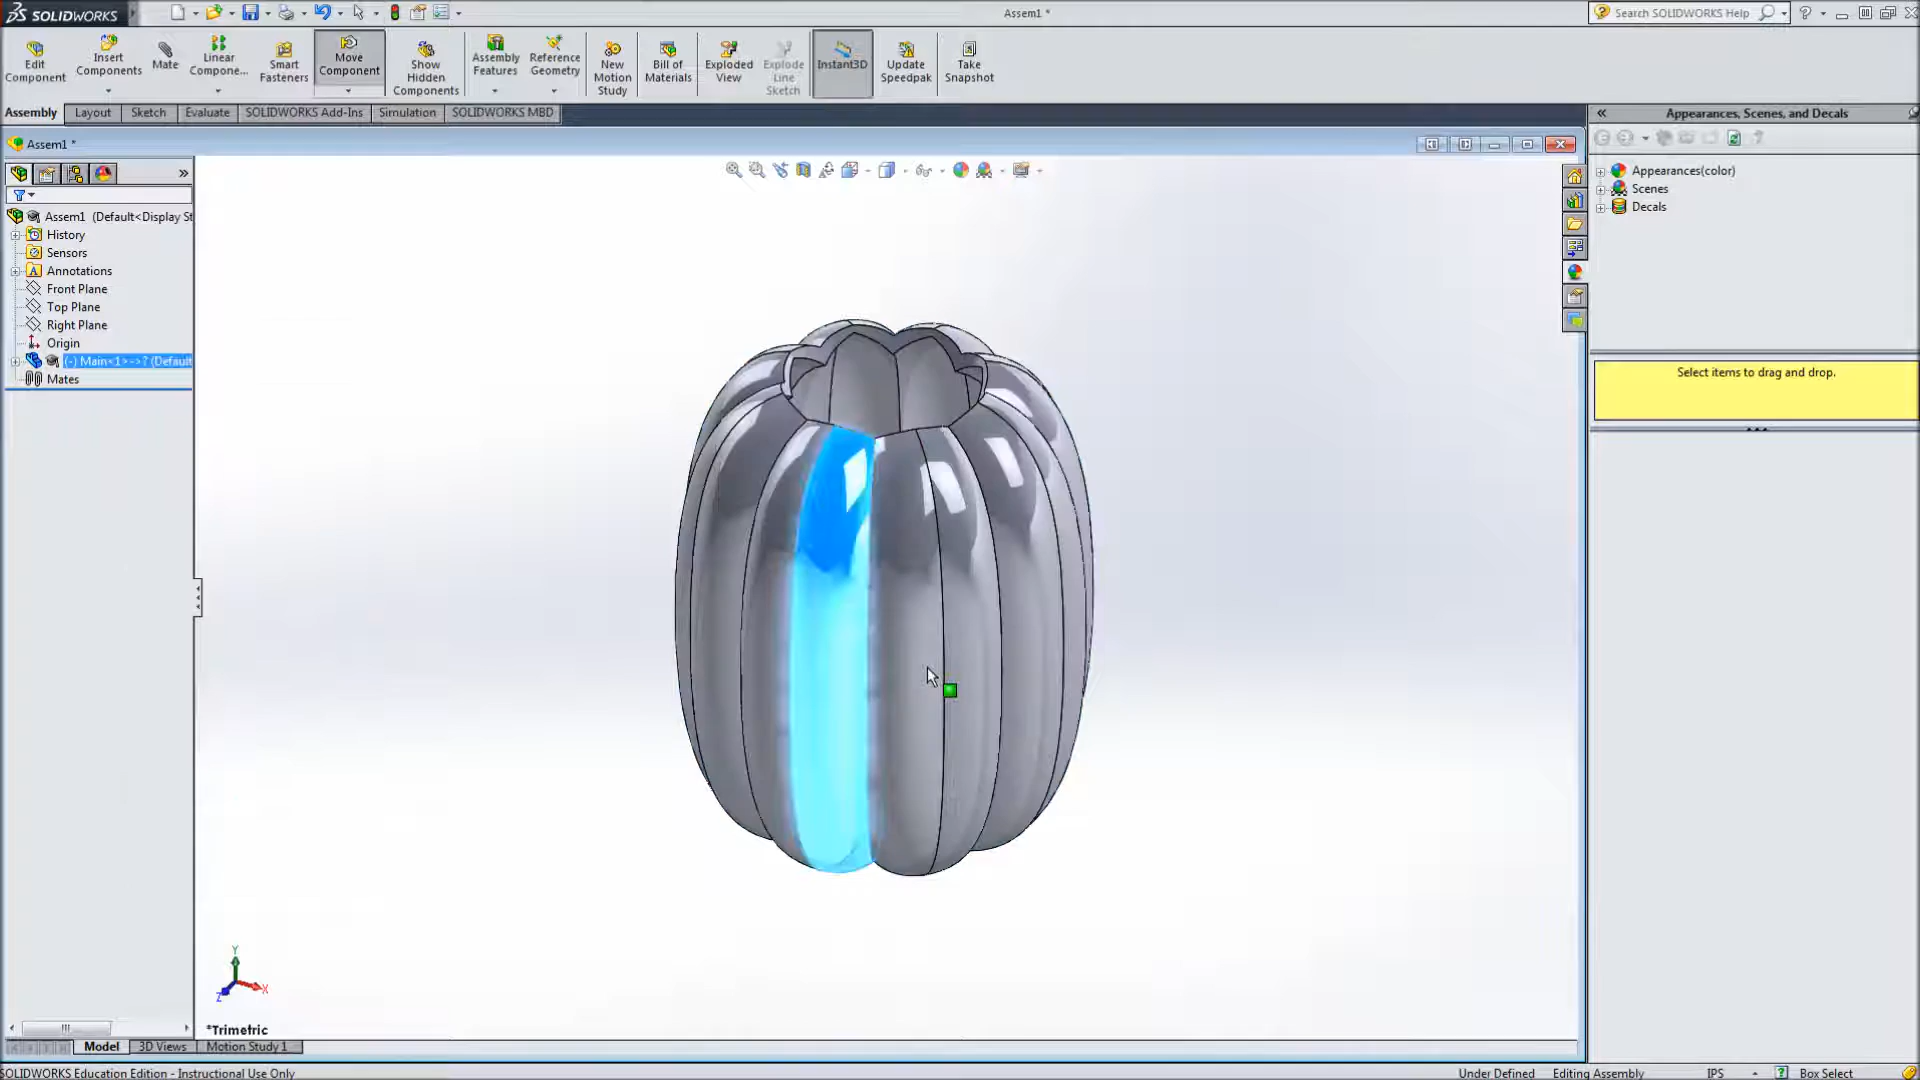 SOLIDWORKS
Assem1 *
Search SOLIDWORKS Help
Edit Component
Insert Components
Mate
Linear Compone...
Smart Fasteners
Move Component
Show Hidden Components
Assembly Features
Reference Geometry
New Motion Study
Bill of Materials
Exploded View
Explode Line Sketch
Instant3D
Update Speedpak
Take Snapshot
Assembly
Layout
Sketch
Evaluate
SOLIDWORKS Add-Ins
Simulation
SOLIDWORKS MBD
Appearances, Scenes, and Decals
Assem1 *
Assem1 (Default<Display St
History
Sensors
Annotations
Front Plane
Top Plane
Right Plane
Origin
(-) Main<1>->? (Default
Mates
Appearances(color)
Scenes
Decals
Select items to drag and drop.
Y
X
Z
*Trimetric
Model
3D Views
Motion Study 1
SOLIDWORKS Education Edition - Instructional Use Only
Under Defined
Editing Assembly
IPS
Box Select